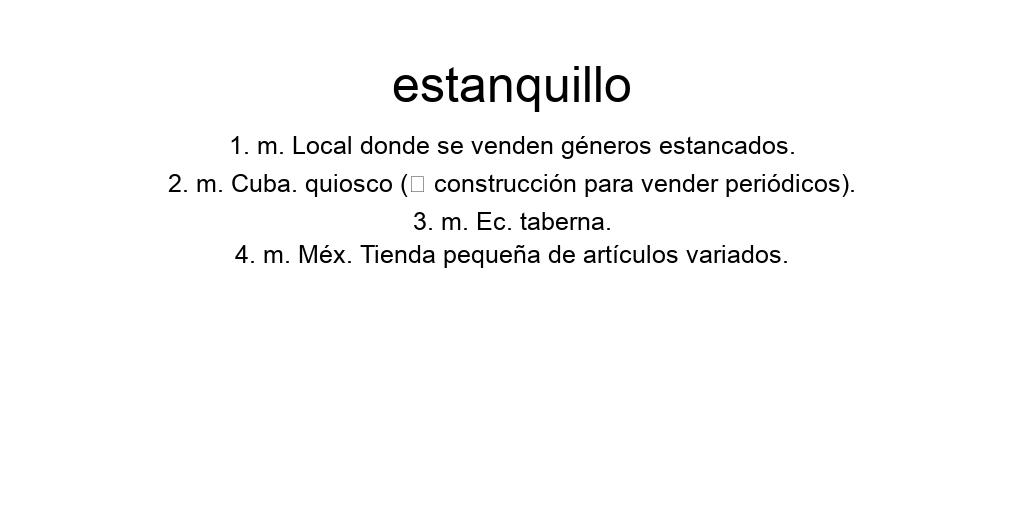 estanquillo
1. m. Local donde se venden géneros estancados.
2. m. Cuba. quiosco (□ construcción para vender periódicos).
3. m. Ec. taberna.
4. m. Méx. Tienda pequeña de artículos variados.